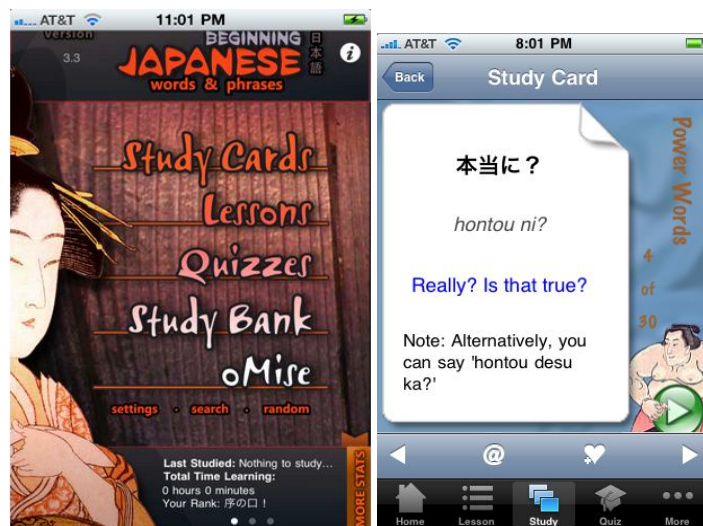 AT&T 11:01 PM
Version
3.3
BEGINNING
日本語
JAPANESE
words & phrases
i
Study Cards
Lessons
Quizzes
Study Bank
oMise
settings · search · random
Last Studied: Nothing to study...
Total Time Learning:
0 hours 0 minutes
Your Rank: 序の口!
MORE STATS
AT&T 8:01 PM
Back
Study Card
本当に？
hontou ni?
Really? Is that true?
Note: Alternatively, you
can say 'hontou desu
ka?'
Power Words
4
of
30
@
Home
Lesson
Study
Quiz
More